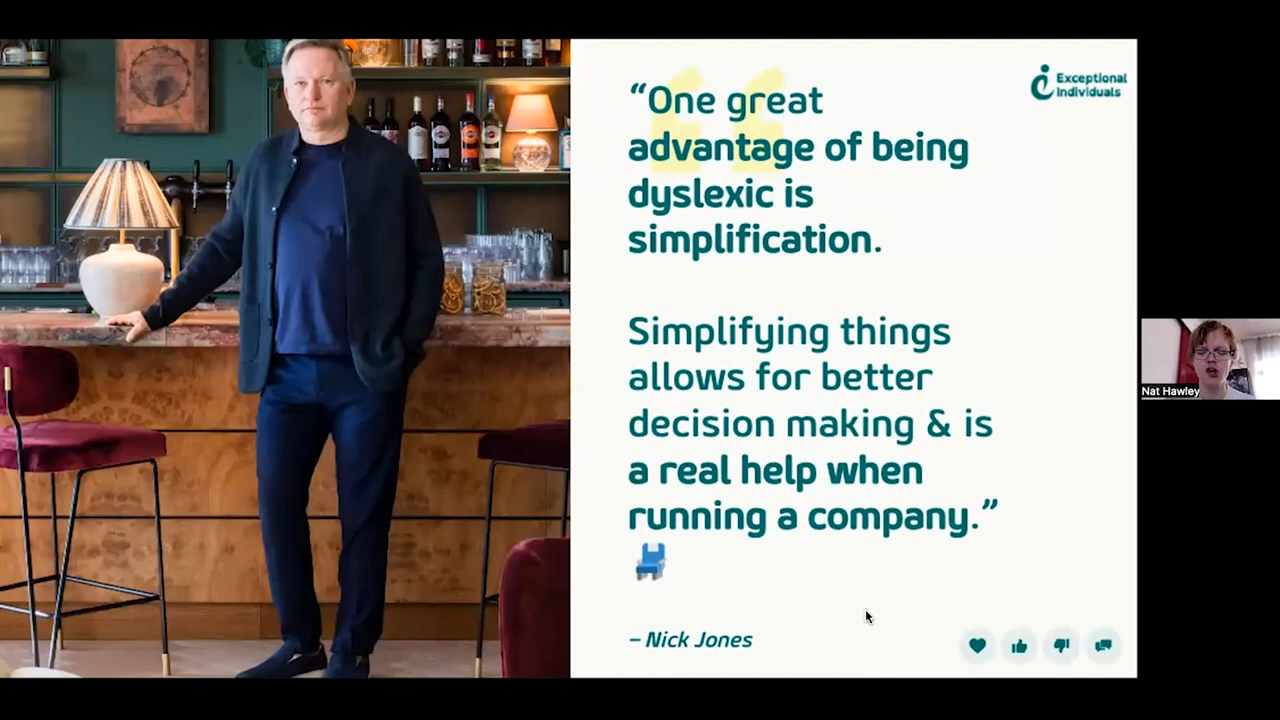 “One great
advantage of being
dyslexic is
simplification.
Simplifying things
allows for better
decision making & is
a real help when
running a company.”
– Nick Jones
Exceptional
Individuals
Nat Hawley